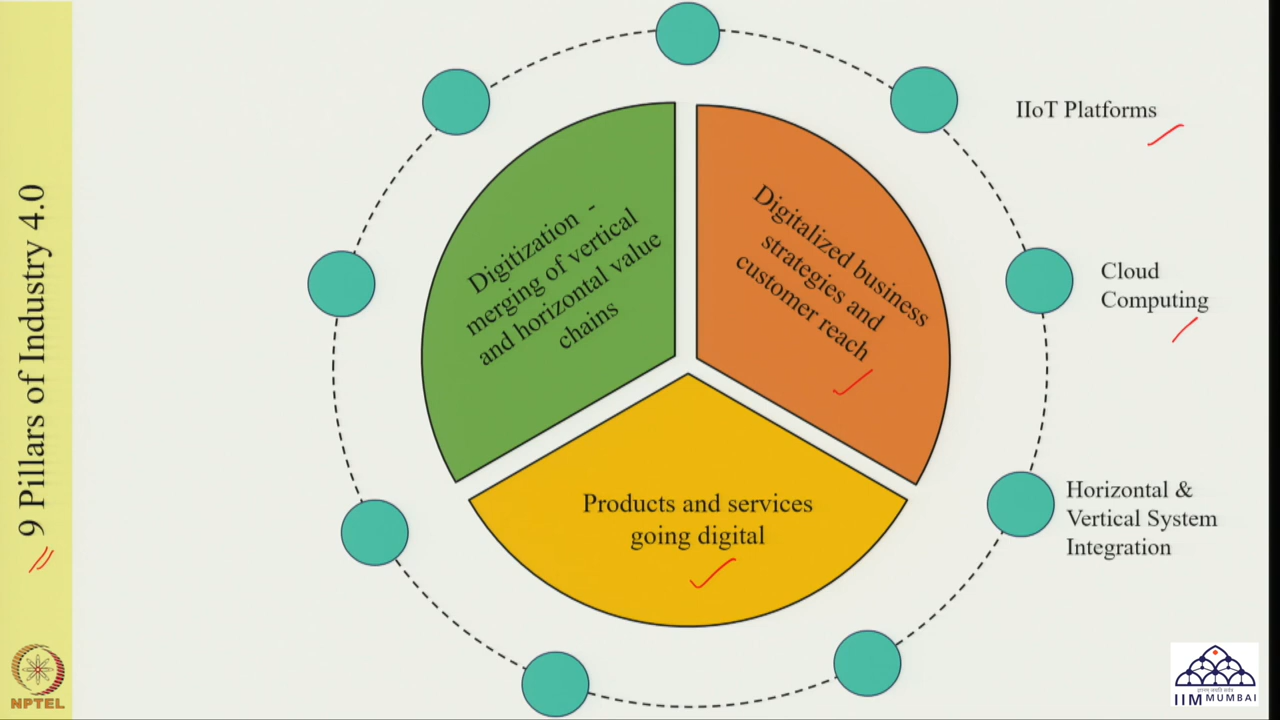 9 Pillars of Industry 4.0
Digitization -
merging of vertical
and horizontal value
chains
Digitalized business
strategies and
customer reach
Products and services
going digital
IIoT Platforms
Cloud
Computing
Horizontal &
Vertical System
Integration
NPTEL
IIM MUMBAI